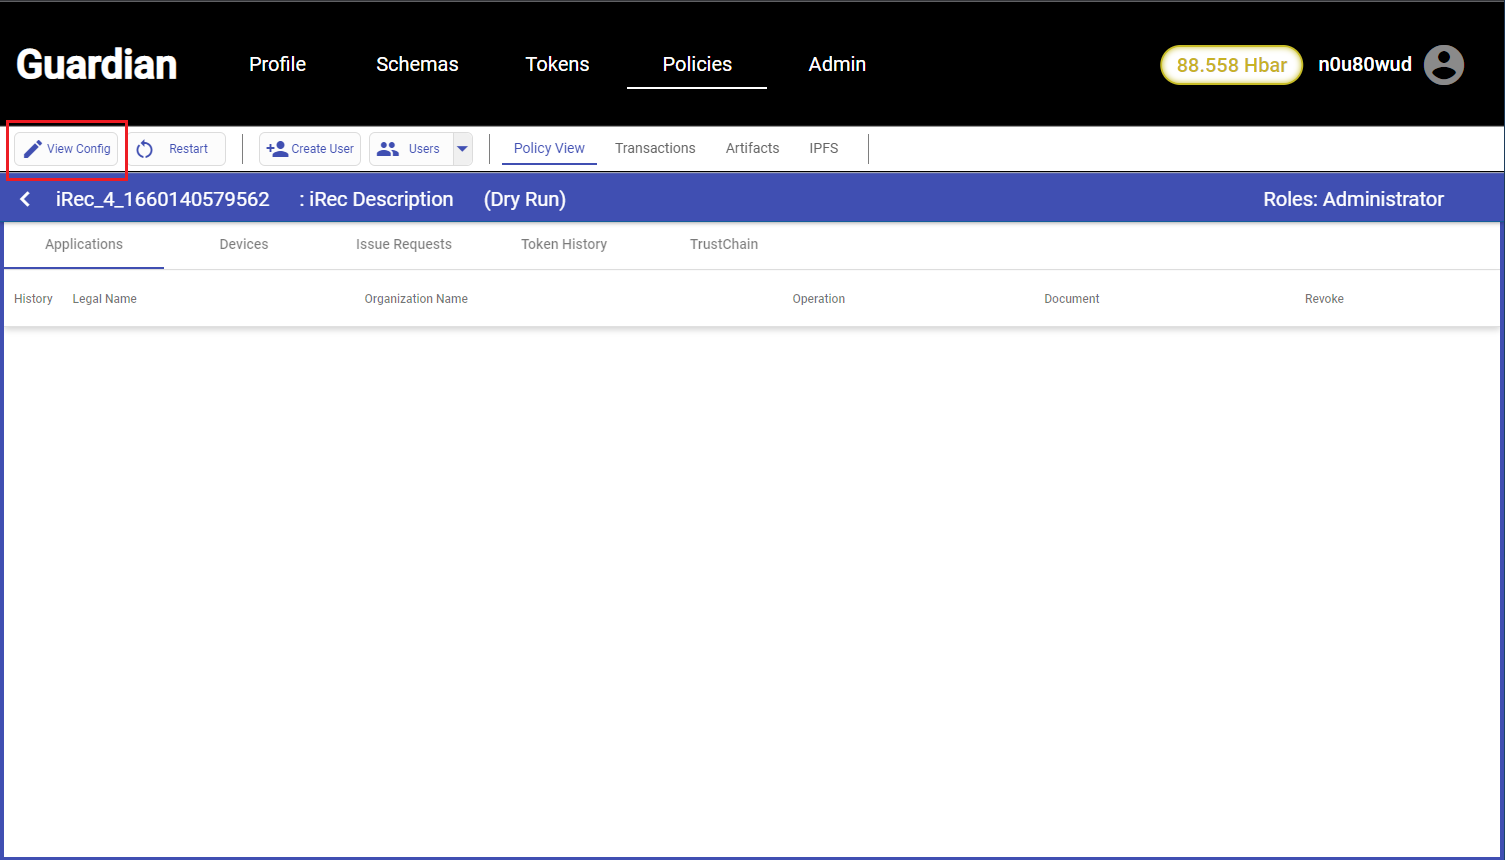 Guardian Profile Schemas Tokens Policies Admin 88.558 Hbar n0u80wud
View Config Restart Create User Users Policy View Transactions Artifacts IPFS
iRec_4_1660140579562 : iRec Description (Dry Run) Roles: Administrator
Applications Devices Issue Requests Token History TrustChain
History Legal Name Organization Name Operation Document Revoke